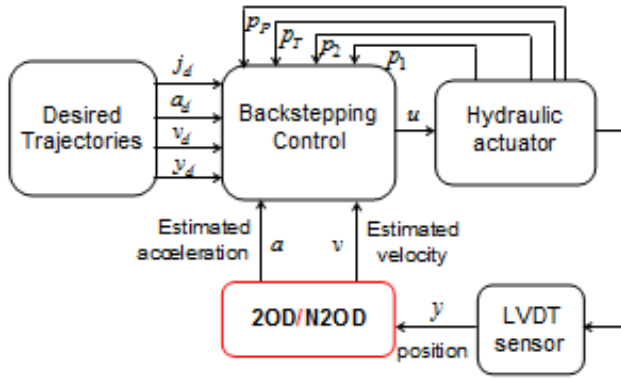 p_P
p_T
p_2
p_1
Desired
Trajectories
j_d
a_d
v_d
y_d
Backstepping
Control
u
Hydraulic
actuator
Estimated
acceleration
a
v
Estimated
velocity
2OD/N2OD
y
position
LVDT
sensor